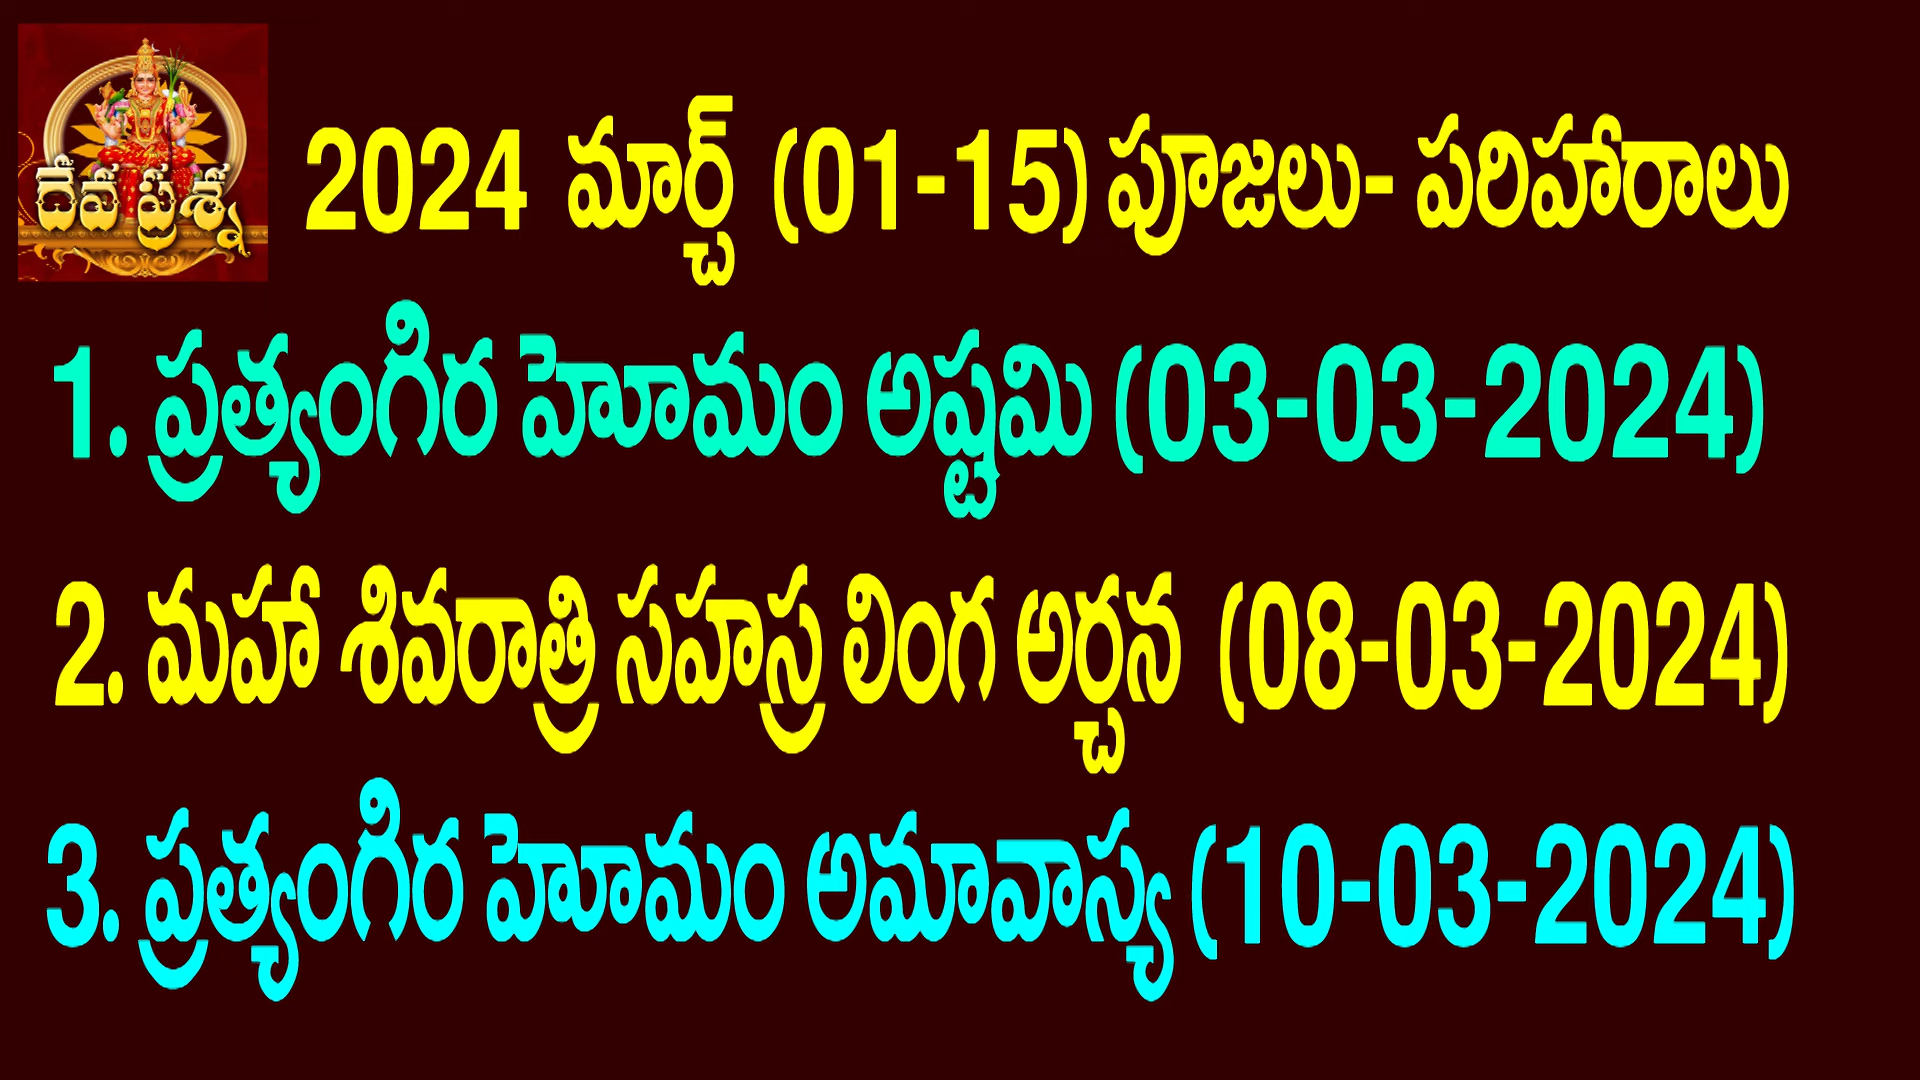 దేవ ప్రశ్న
2024 మార్చ్ (01-15) పూజలు- పరిహారాలు
1. ప్రత్యంగిర హెూమం అష్టమి (03-03-2024)
2. మహా శివరాత్రి సహస్ర లింగ అర్చన (08-03-2024)
3. ప్రత్యంగిర హెూమం అమావాస్య (10-03-2024)